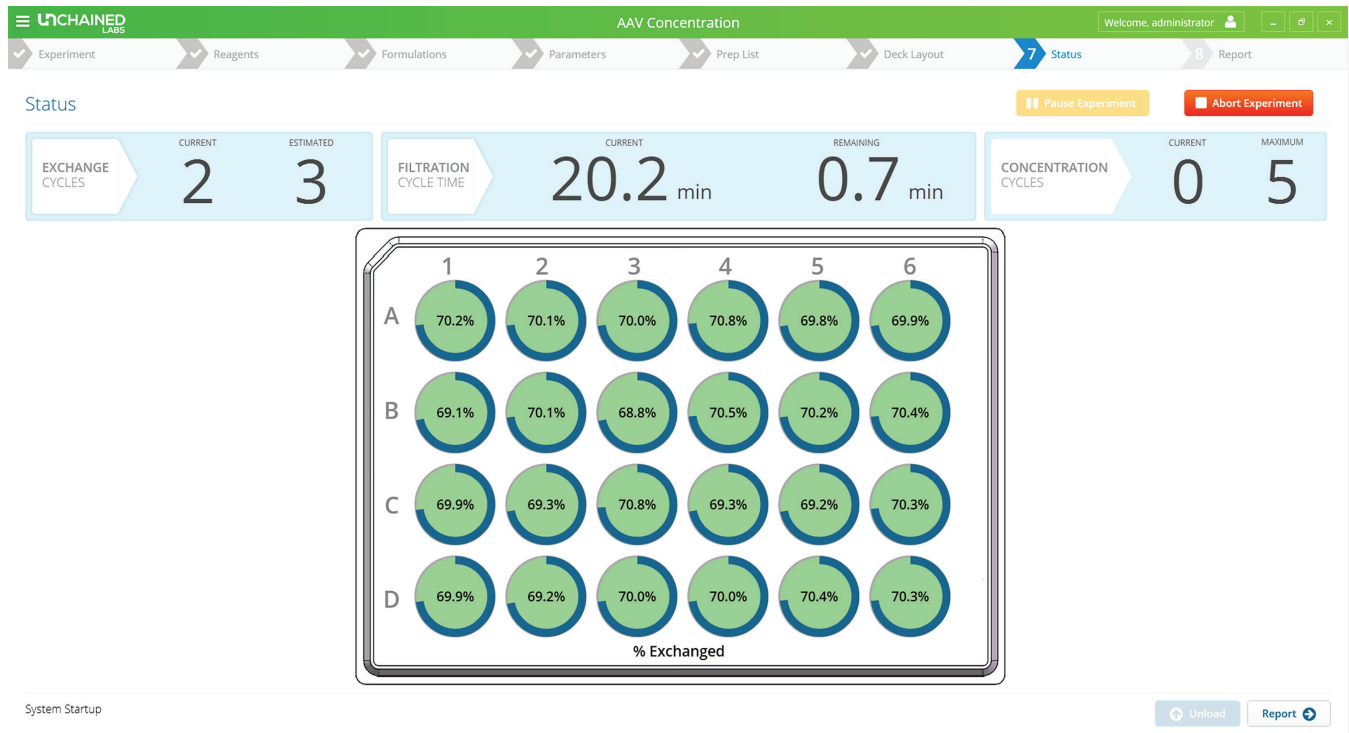 UNCHAINED LABS
AAV Concentration
Welcome, administrator
Experiment
Reagents
Formulations
Parameters
Prep List
Deck Layout
7 Status
8 Report
Status
Pause Experiment
Abort Experiment
EXCHANGE CYCLES
CURRENT
2
ESTIMATED
3
FILTRATION CYCLE TIME
CURRENT
20.2 min
REMAINING
0.7 min
CONCENTRATION CYCLES
CURRENT
0
MAXIMUM
5
1 2 3 4 5 6
A 70.2% 70.1% 70.0% 70.8% 69.8% 69.9%
B 69.1% 70.1% 68.8% 70.5% 70.2% 70.4%
C 69.9% 69.3% 70.8% 69.3% 69.2% 70.3%
D 69.9% 69.2% 70.0% 70.0% 70.4% 70.3%
% Exchanged
System Startup
Unload
Report